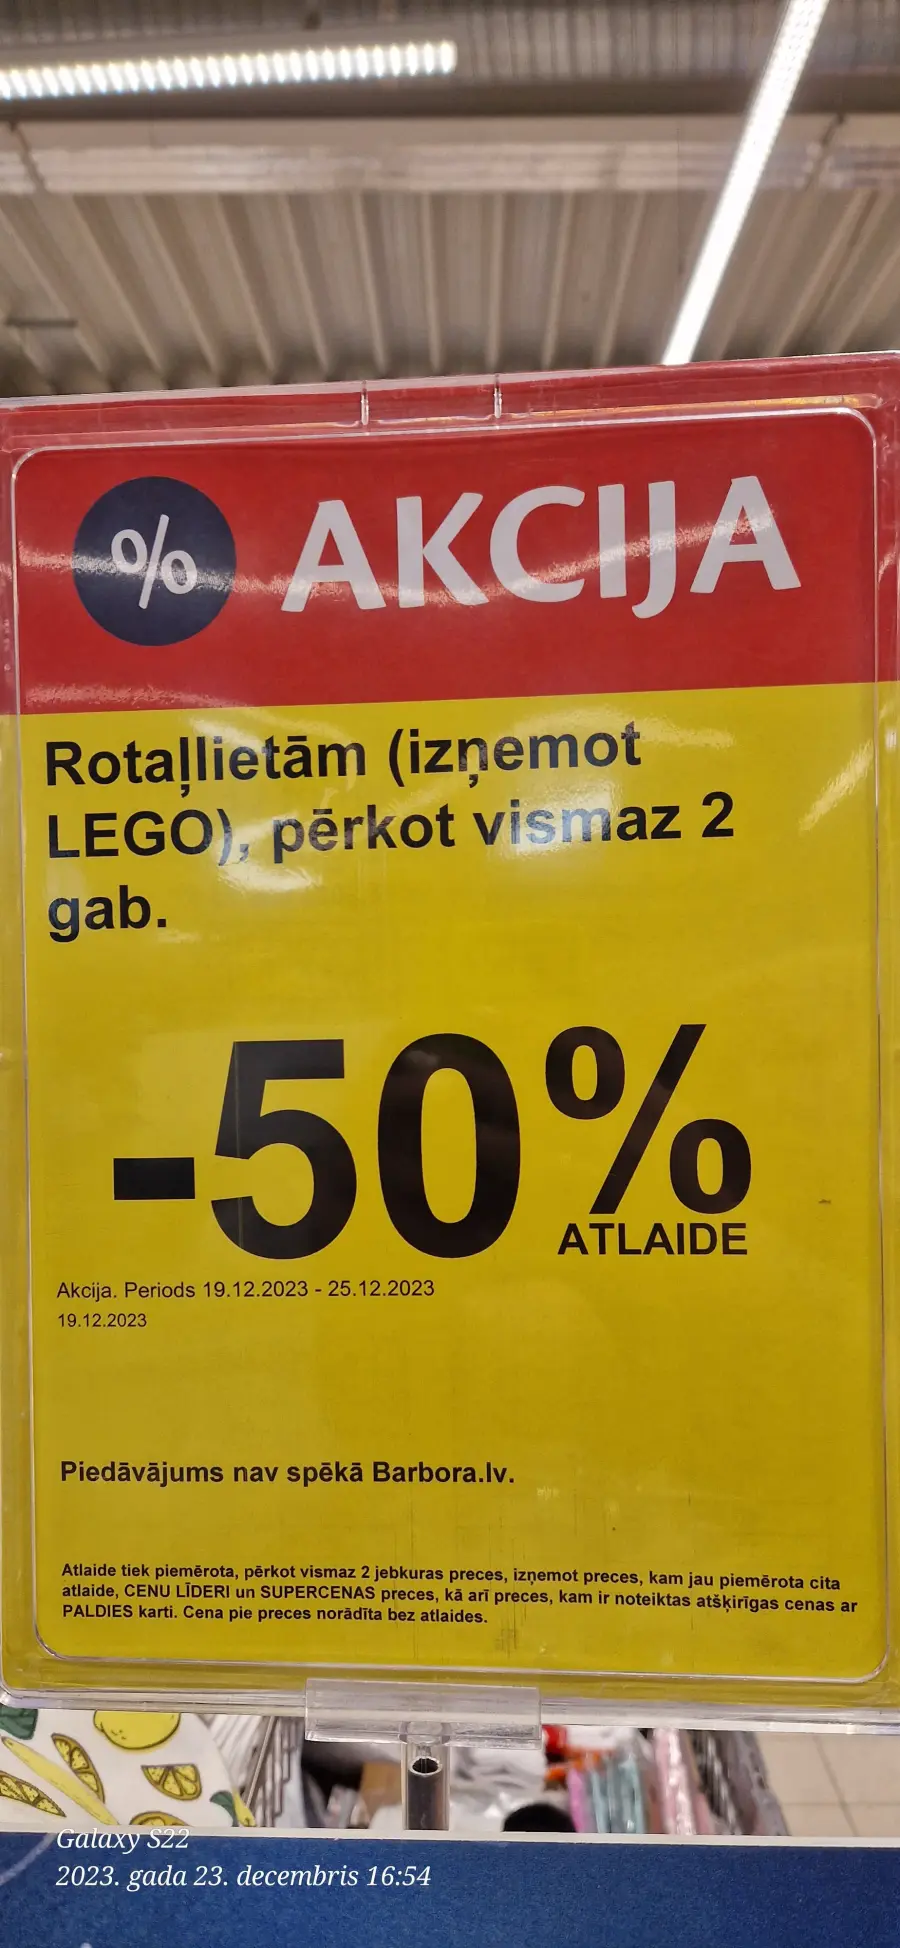 % AKCIJA
Rotaļlietām (izņemot
LEGO), pērkot vismaz 2
gab.
-50%
ATLAIDE
Akcija. Periods 19.12.2023 - 25.12.2023
19.12.2023
Piedāvājums nav spēkā Barbora.lv.
Atlaide tiek piemērota, pērkot vismaz 2 jebkuras preces, izņemot preces, kam jau piemērota cita
atlaide, CENU LĪDERI un SUPERCENAS preces, kā arī preces, kam ir noteiktas atšķirīgas cenas ar
PALDIES karti. Cena pie preces norādīta bez atlaides.
Galaxy S22
2023. gada 23. decembris 16:54